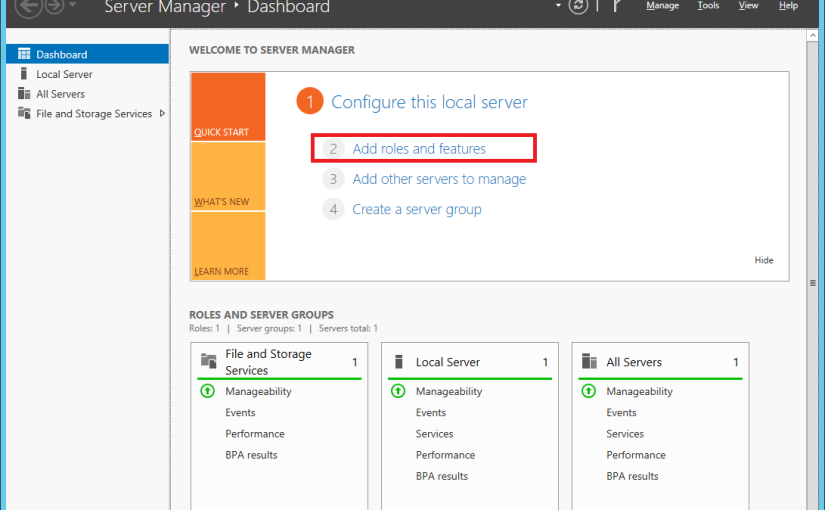 Server Manager • Dashboard
Manage Tools View Help
Dashboard
Local Server
All Servers
File and Storage Services
WELCOME TO SERVER MANAGER
QUICK START
WHAT'S NEW
LEARN MORE
1 Configure this local server
2 Add roles and features
3 Add other servers to manage
4 Create a server group
Hide
ROLES AND SERVER GROUPS
Roles: 1 | Server groups: 1 | Servers total: 1
File and Storage
Services 1
Manageability
Events
Performance
BPA results
Local Server 1
Manageability
Events
Services
Performance
BPA results
All Servers 1
Manageability
Events
Services
Performance
BPA results